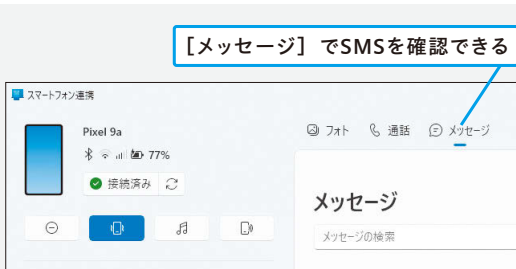 ［メッセージ］でSMSを確認できる
スマートフォン連携
Pixel 9a
77%
接続済み
フォト 通話 メッセージ
メッセージ
メッセージの検索